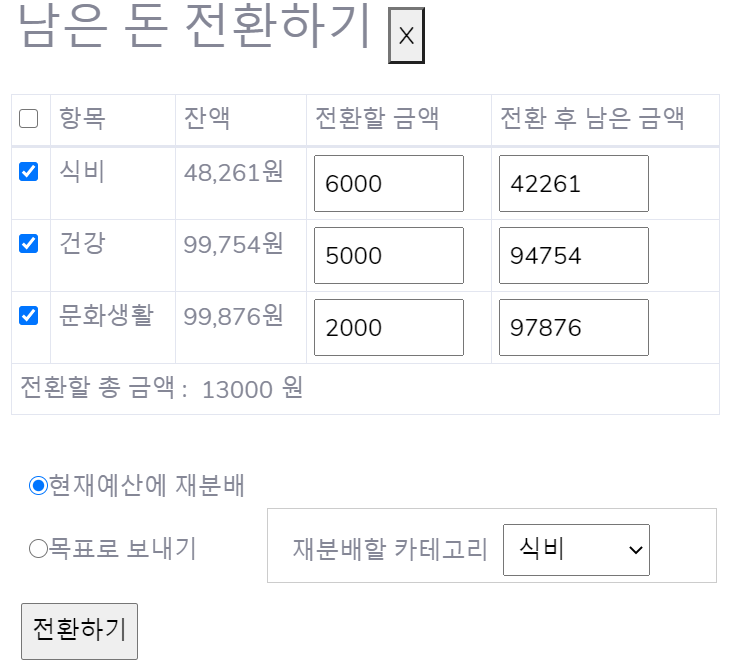 남은 돈 전환하기 X
항목 잔액 전환할 금액 전환 후 남은 금액
식비 48,261원 6000 42261
건강 99,754원 5000 94754
문화생활 99,876원 2000 97876
전환할 총 금액 : 13000 원
현재예산에 재분배
목표로 보내기 재분배할 카테고리 식비
전환하기